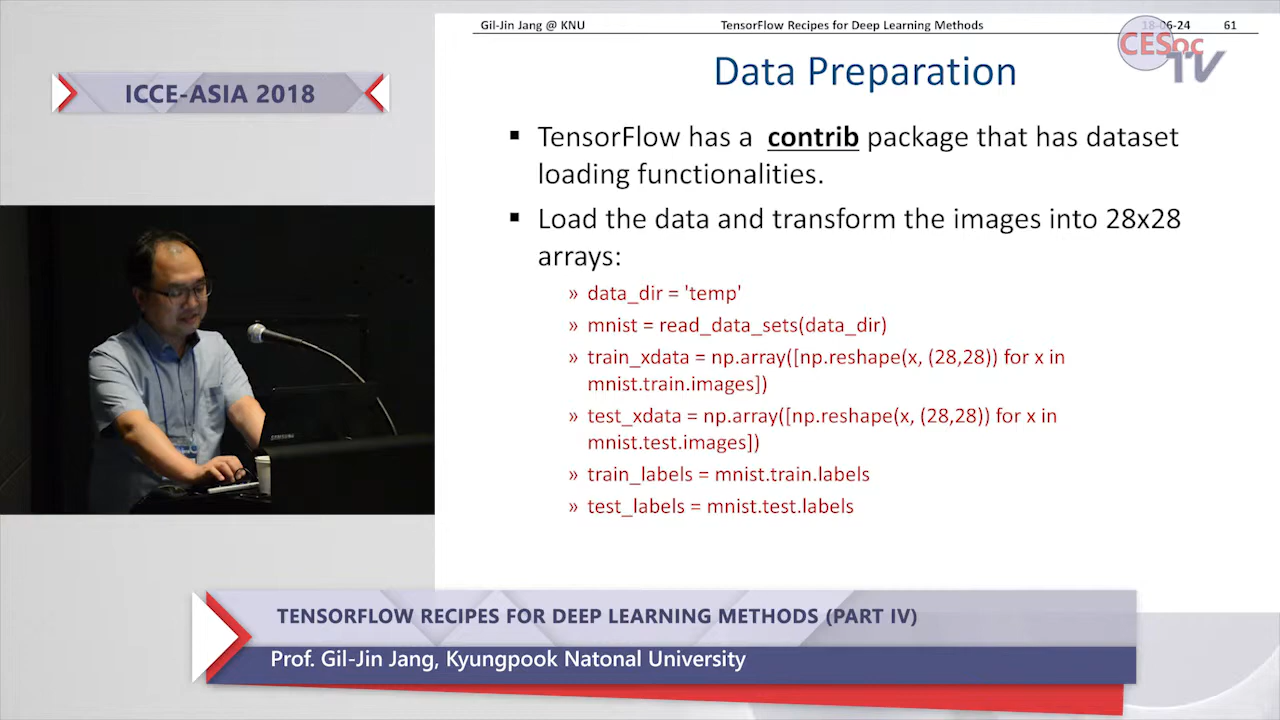 Gil-Jin Jang @ KNU TensorFlow Recipes for Deep Learning Methods 18-06-24 61
CESoc
TV
Data Preparation
ICCE-ASIA 2018
▪ TensorFlow has a contrib package that has dataset
loading functionalities.
▪ Load the data and transform the images into 28x28
arrays:
» data_dir = 'temp'
» mnist = read_data_sets(data_dir)
» train_xdata = np.array([np.reshape(x, (28,28)) for x in
mnist.train.images])
» test_xdata = np.array([np.reshape(x, (28,28)) for x in
mnist.test.images])
» train_labels = mnist.train.labels
» test_labels = mnist.test.labels
SAMSUNG
TENSORFLOW RECIPES FOR DEEP LEARNING METHODS (PART IV)
Prof. Gil-Jin Jang, Kyungpook Natonal University